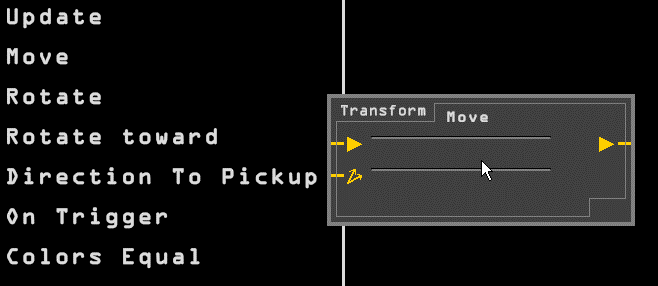 Update
Move
Rotate
Rotate toward
Direction To Pickup
On Trigger
Colors Equal
Transform
Move